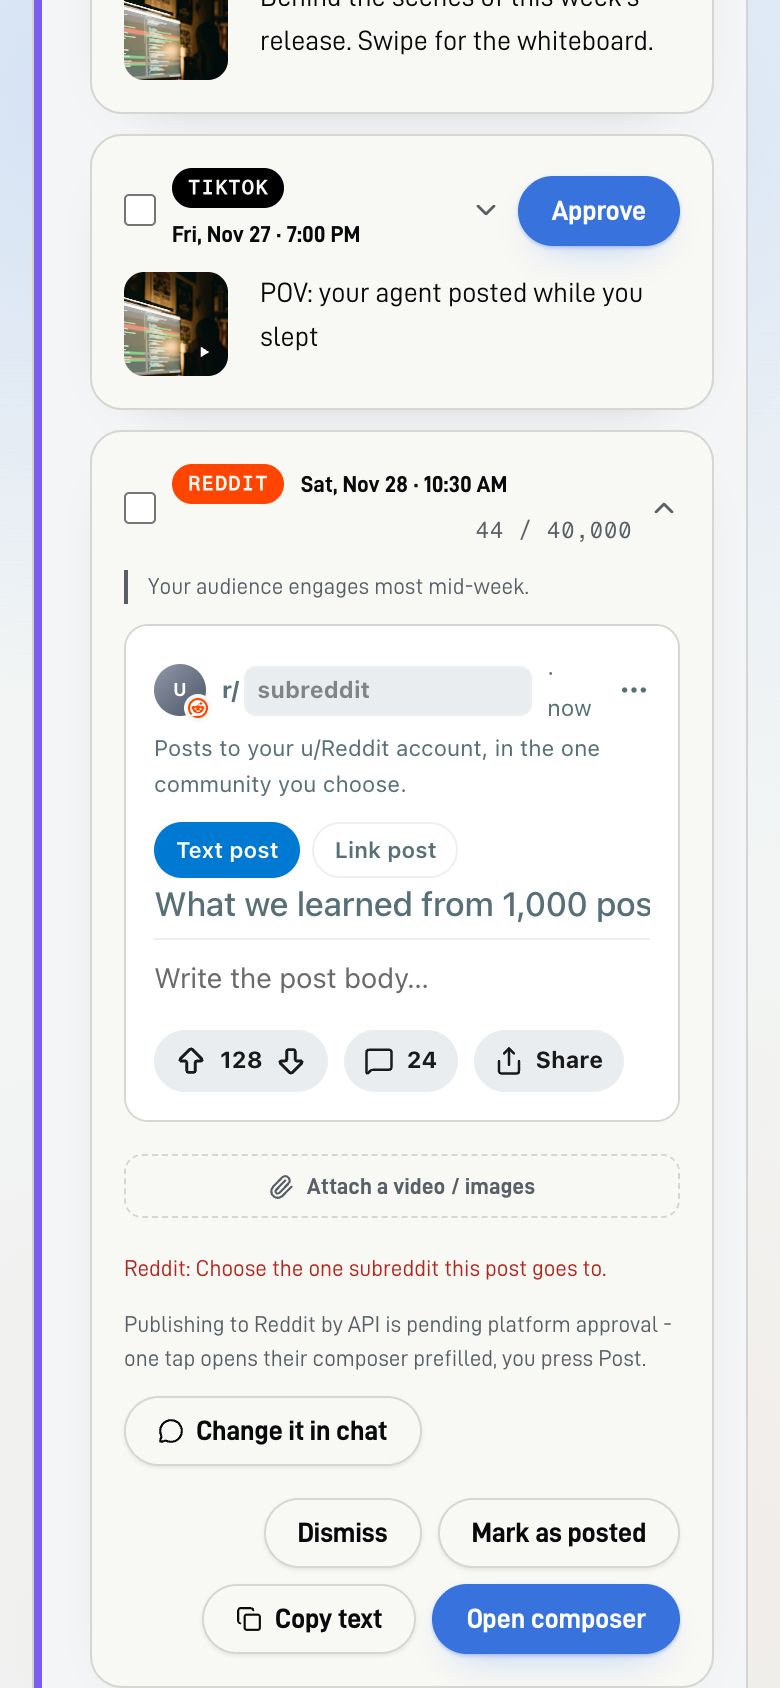 release. Swipe for the whiteboard.
TIKTOK
Fri, Nov 27 · 7:00 PM
Approve
POV: your agent posted while you
slept
REDDIT
Sat, Nov 28 · 10:30 AM
44 / 40,000
Your audience engages most mid-week.
U
r/ subreddit
· now
Posts to your u/Reddit account, in the one
community you choose.
Text post
Link post
What we learned from 1,000 pos
Write the post body...
128
24
Share
Attach a video / images
Reddit: Choose the one subreddit this post goes to.
Publishing to Reddit by API is pending platform approval -
one tap opens their composer prefilled, you press Post.
Change it in chat
Dismiss
Mark as posted
Copy text
Open composer